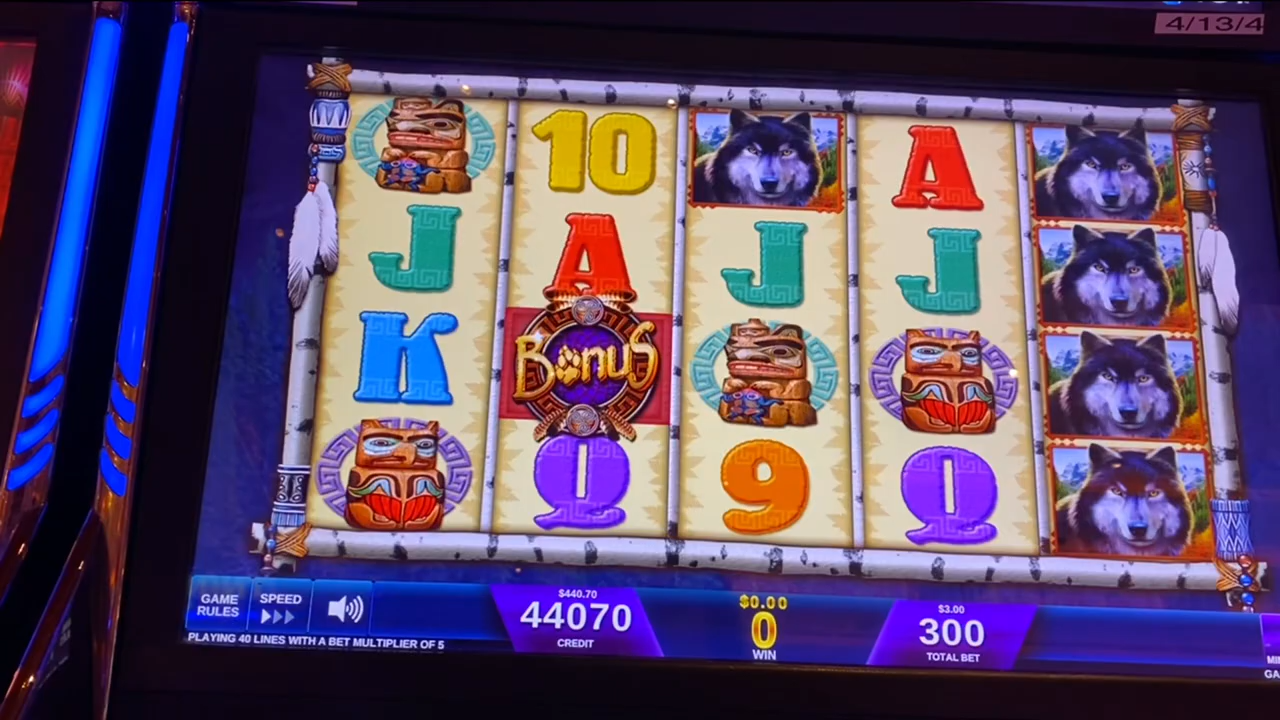 4/13/4
10 A
A
J J J
K Bonus
Q 9 Q
GAME RULES
SPEED
$440.70
44070
CREDIT
$0.00
0
WIN
$3.00
300
TOTAL BET
PLAYING 40 LINES WITH A BET MULTIPLIER OF 5